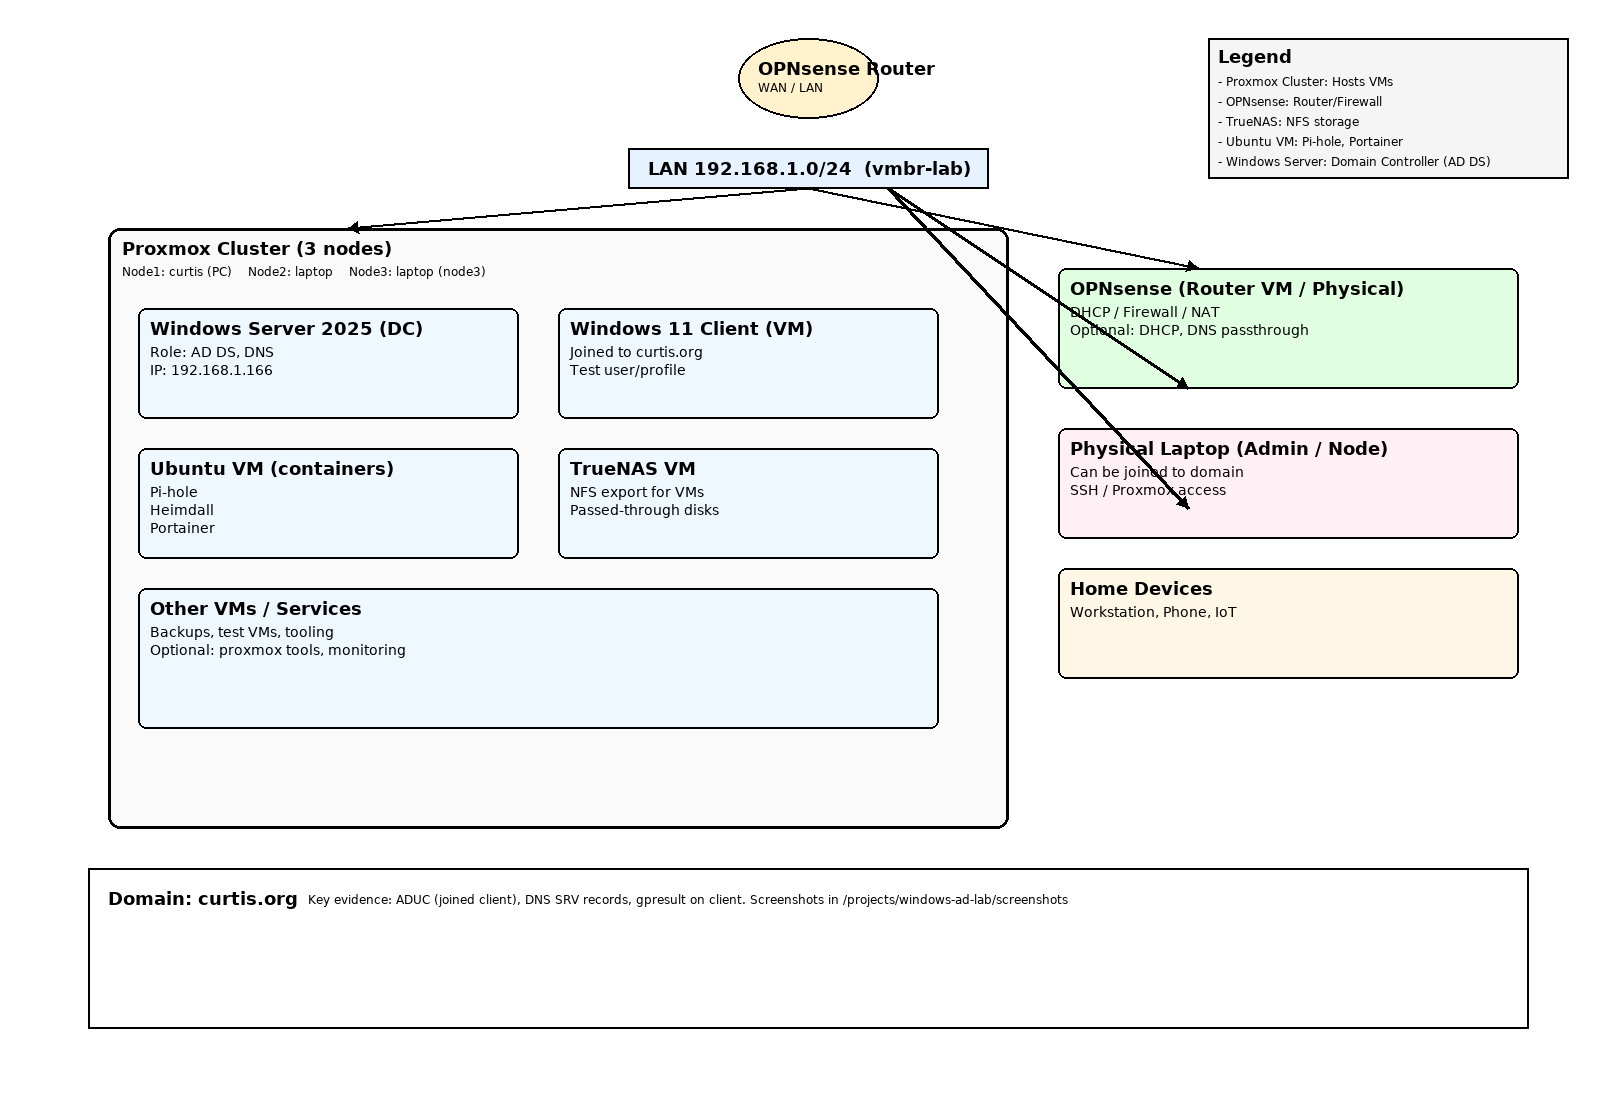 OPNsense Router
WAN / LAN
Legend
- Proxmox Cluster: Hosts VMs
- OPNsense: Router/Firewall
- TrueNAS: NFS storage
- Ubuntu VM: Pi-hole, Portainer
- Windows Server: Domain Controller (AD DS)
LAN 192.168.1.0/24 (vmbr-lab)
Proxmox Cluster (3 nodes)
Node1: curtis (PC) Node2: laptop Node3: laptop (node3)
Windows Server 2025 (DC)
Role: AD DS, DNS
IP: 192.168.1.166
Windows 11 Client (VM)
Joined to curtis.org
Test user/profile
Ubuntu VM (containers)
Pi-hole
Heimdall
Portainer
TrueNAS VM
NFS export for VMs
Passed-through disks
Other VMs / Services
Backups, test VMs, tooling
Optional: proxmox tools, monitoring
OPNsense (Router VM / Physical)
DHCP / Firewall / NAT
Optional: DHCP, DNS passthrough
Physical Laptop (Admin / Node)
Can be joined to domain
SSH / Proxmox access
Home Devices
Workstation, Phone, IoT
Domain: curtis.org Key evidence: ADUC (joined client), DNS SRV records, gpresult on client. Screenshots in /projects/windows-ad-lab/screenshots